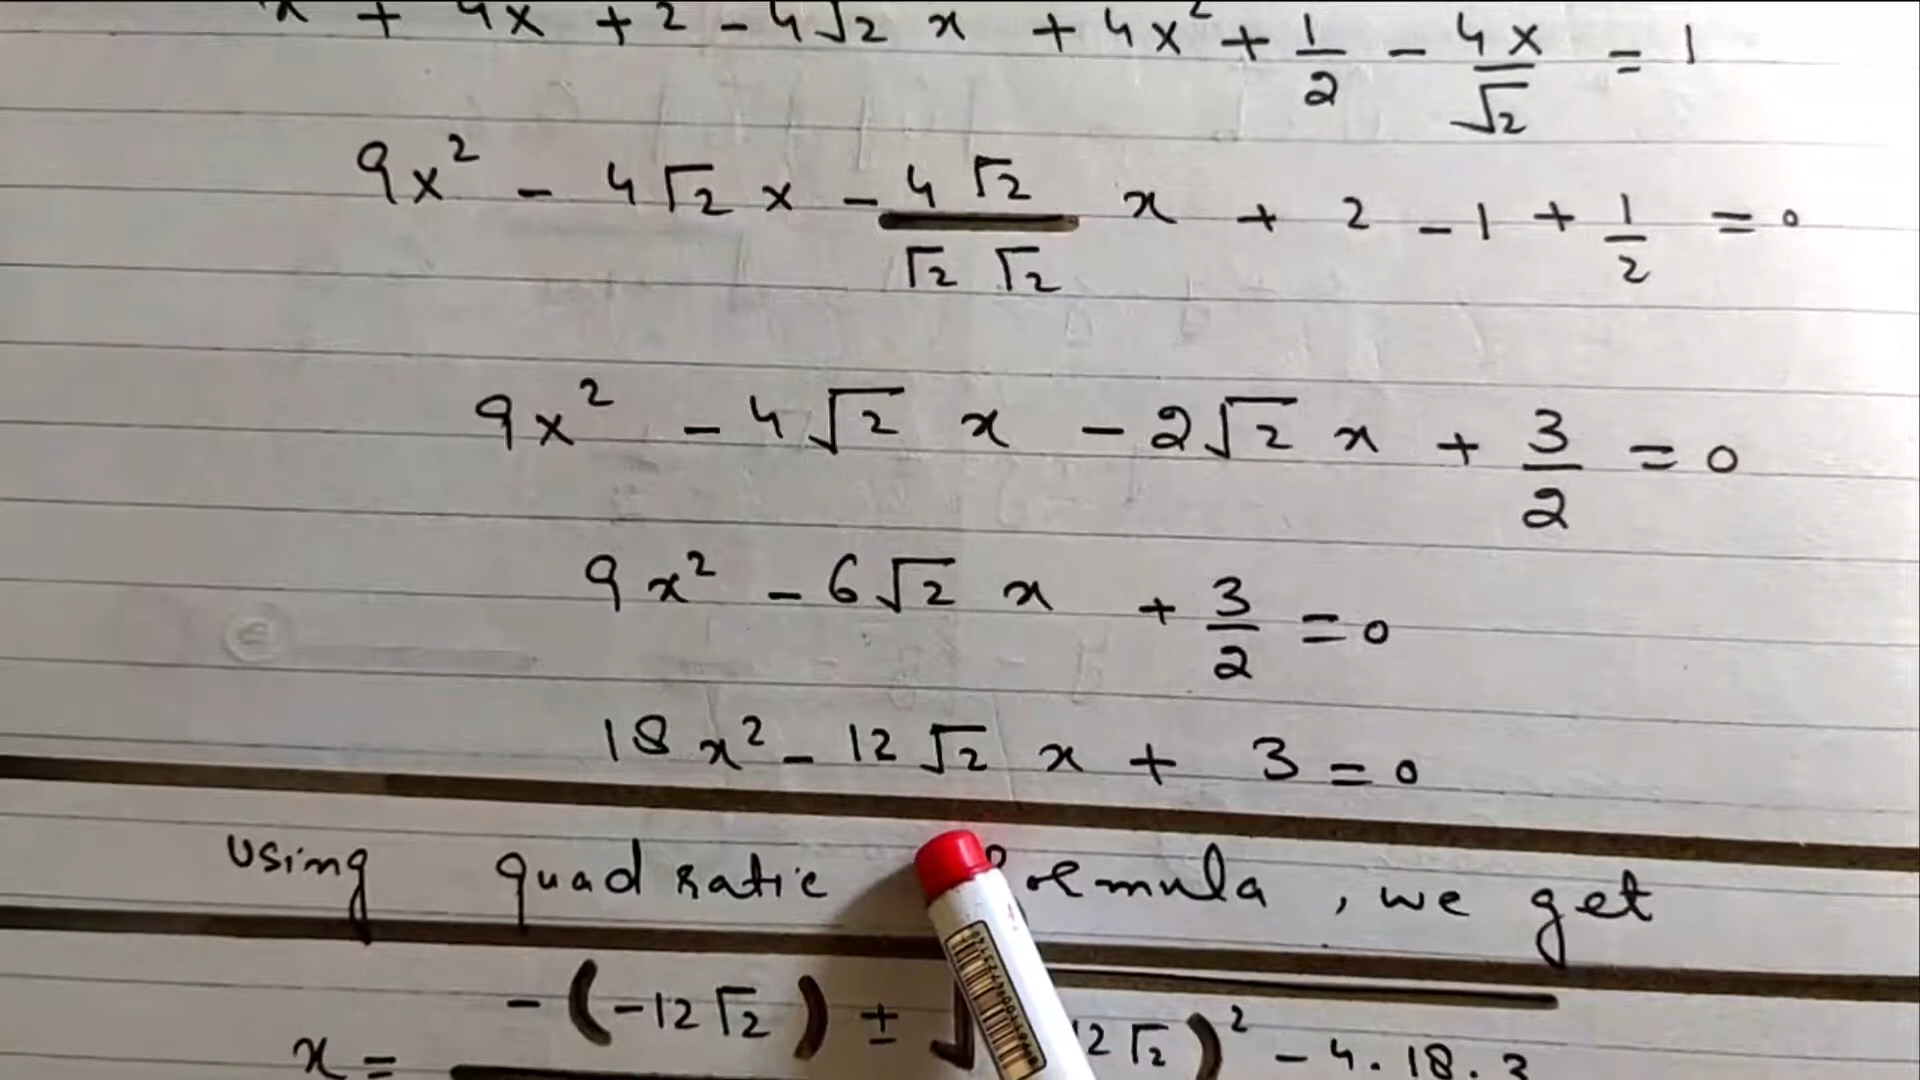 x + 4x + 2 - 4√2 x + 4x² + 1/2 - 4x/√2 = 1
9x² - 4√2 x - 4√2/√2√2 x + 2 - 1 + 1/2 = 0
9x² - 4√2 x - 2√2 x + 3/2 = 0
9x² - 6√2 x + 3/2 = 0
18x² - 12√2 x + 3 = 0
using quadratic formula, we get
x = -(-12√2) ± √ 2√2)² - 4.18.3